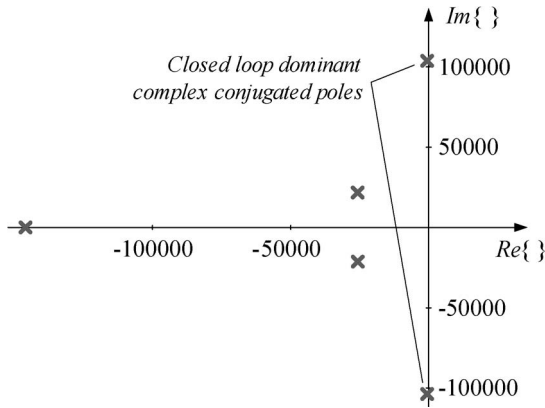 Im{ }
Closed loop dominant
complex conjugated poles
100000
50000
-100000
-50000
Re{ }
-50000
-100000